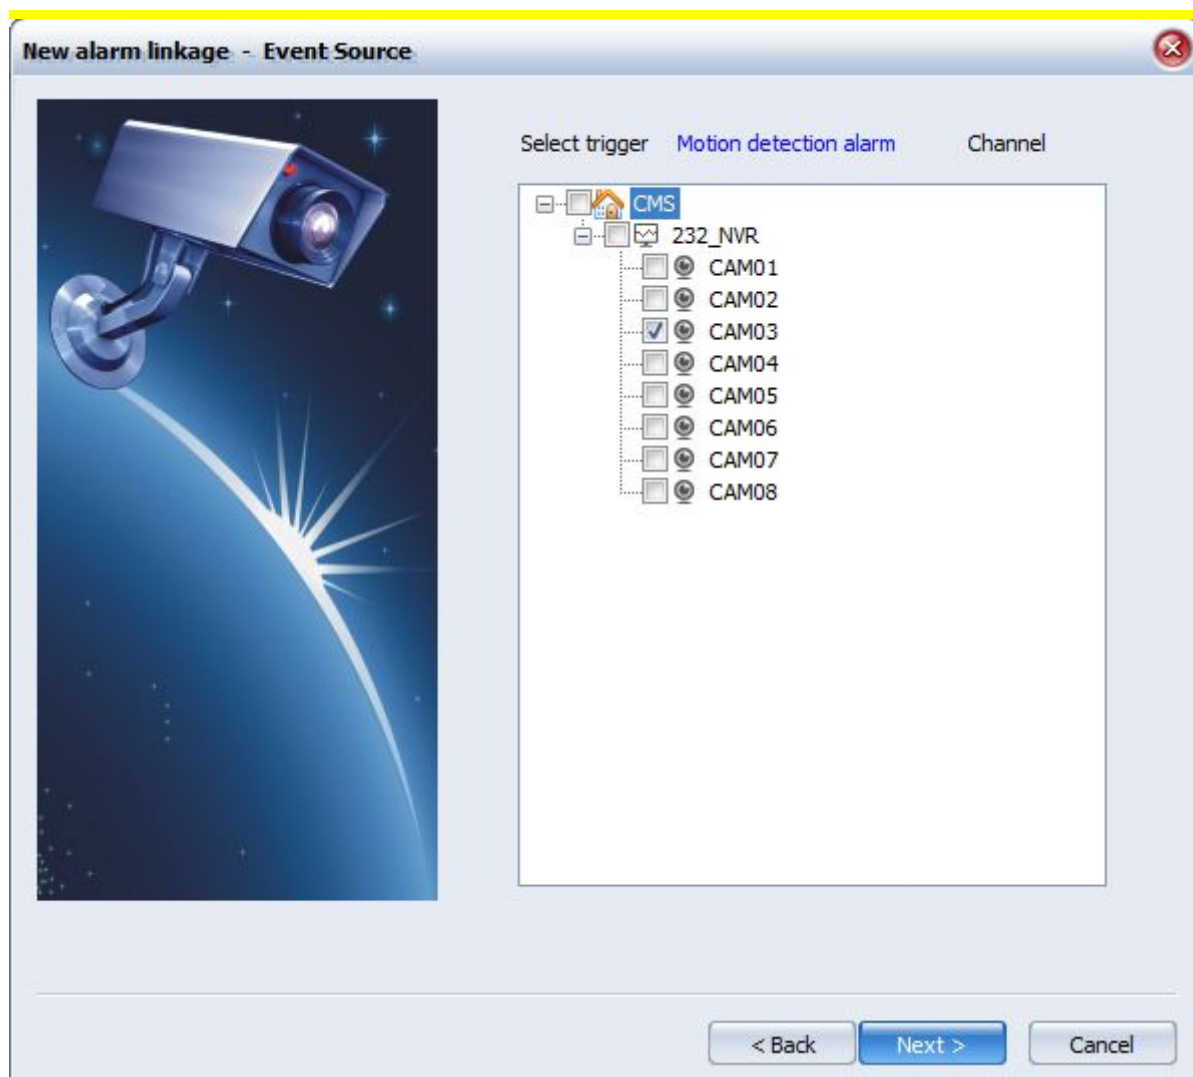 New alarm linkage - Event Source
Select trigger Motion detection alarm Channel
CMS
232_NVR
CAM01
CAM02
CAM03
CAM04
CAM05
CAM06
CAM07
CAM08
< Back Next > Cancel